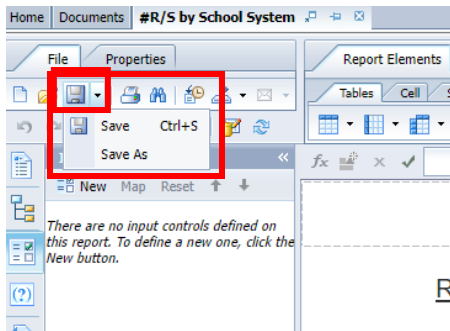 Home Documents #R/S by School System
File Properties Report Elements
Tables Cell
Save Ctrl+S
Save As
New Map Reset
There are no input controls defined on
this report. To define a new one, click the
New button.
R